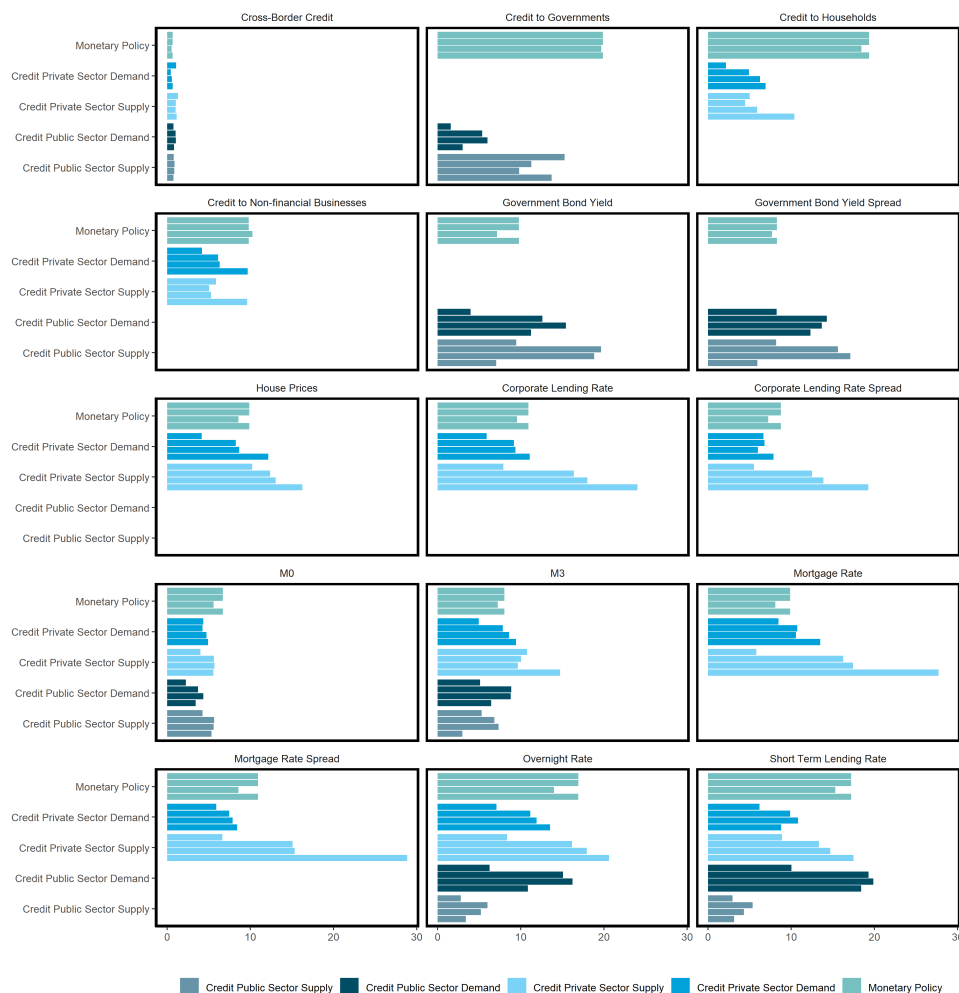 Cross-Border Credit Credit to Governments Credit to Households
Monetary Policy
Credit Private Sector Demand
Credit Private Sector Supply
Credit Public Sector Demand
Credit Public Sector Supply
Credit to Non-financial Businesses Government Bond Yield Government Bond Yield Spread
Monetary Policy
Credit Private Sector Demand
Credit Private Sector Supply
Credit Public Sector Demand
Credit Public Sector Supply
House Prices Corporate Lending Rate Corporate Lending Rate Spread
Monetary Policy
Credit Private Sector Demand
Credit Private Sector Supply
Credit Public Sector Demand
Credit Public Sector Supply
M0 M3 Mortgage Rate
Monetary Policy
Credit Private Sector Demand
Credit Private Sector Supply
Credit Public Sector Demand
Credit Public Sector Supply
Mortgage Rate Spread Overnight Rate Short Term Lending Rate
Monetary Policy
Credit Private Sector Demand
Credit Private Sector Supply
Credit Public Sector Demand
Credit Public Sector Supply
0 10 20 30 0 10 20 30 0 10 20 30
Credit Public Sector Supply Credit Public Sector Demand Credit Private Sector Supply Credit Private Sector Demand Monetary Policy